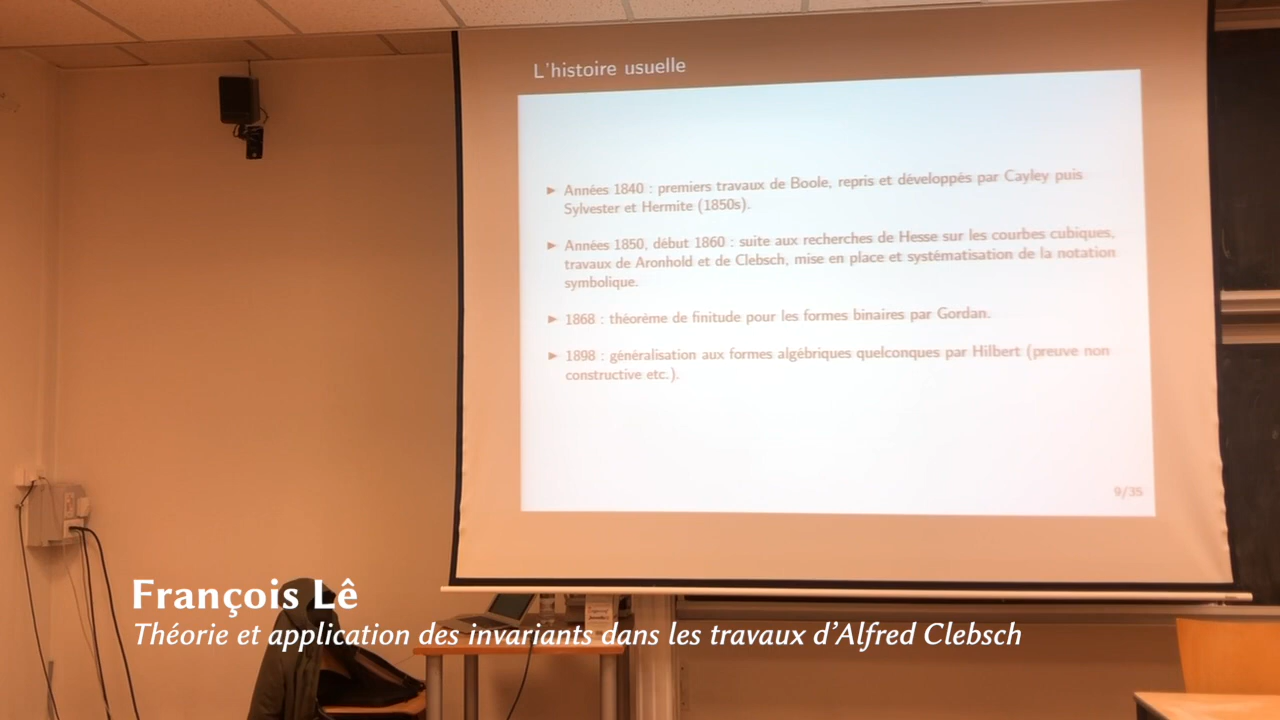 L'histoire usuelle
► Années 1840 : premiers travaux de Boole, repris et développés par Cayley puis
Sylvester et Hermite (1850s).
► Années 1850, début 1860 : suite aux recherches de Hesse sur les courbes cubiques,
travaux de Aronhold et de Clebsch, mise en place et systématisation de la notation
symbolique.
► 1868 : théorème de finitude pour les formes binaires par Gordan.
► 1898 : généralisation aux formes algébriques quelconques par Hilbert (preuve non
constructive etc.).
9/35
François Lê
Théorie et application des invariants dans les travaux d'Alfred Clebsch